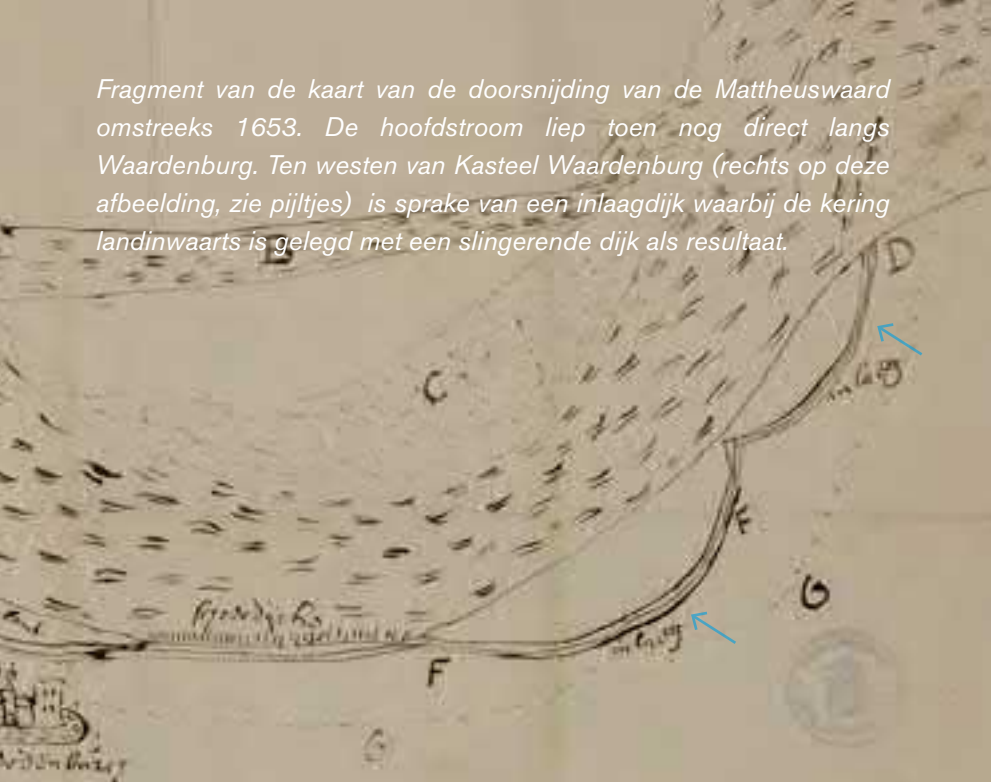 Fragment van de kaart van de doorsnijding van de Mattheuswaard
omstreeks 1653. De hoofdstroom liep toen nog direct langs
Waardenburg. Ten westen van Kasteel Waardenburg (rechts op deze
afbeelding, zie pijltjes) is sprake van een inlaagdijk waarbij de kering
landinwaarts is gelegd met een slingerende dijk als resultaat.
B
D
C
F
G
F
G